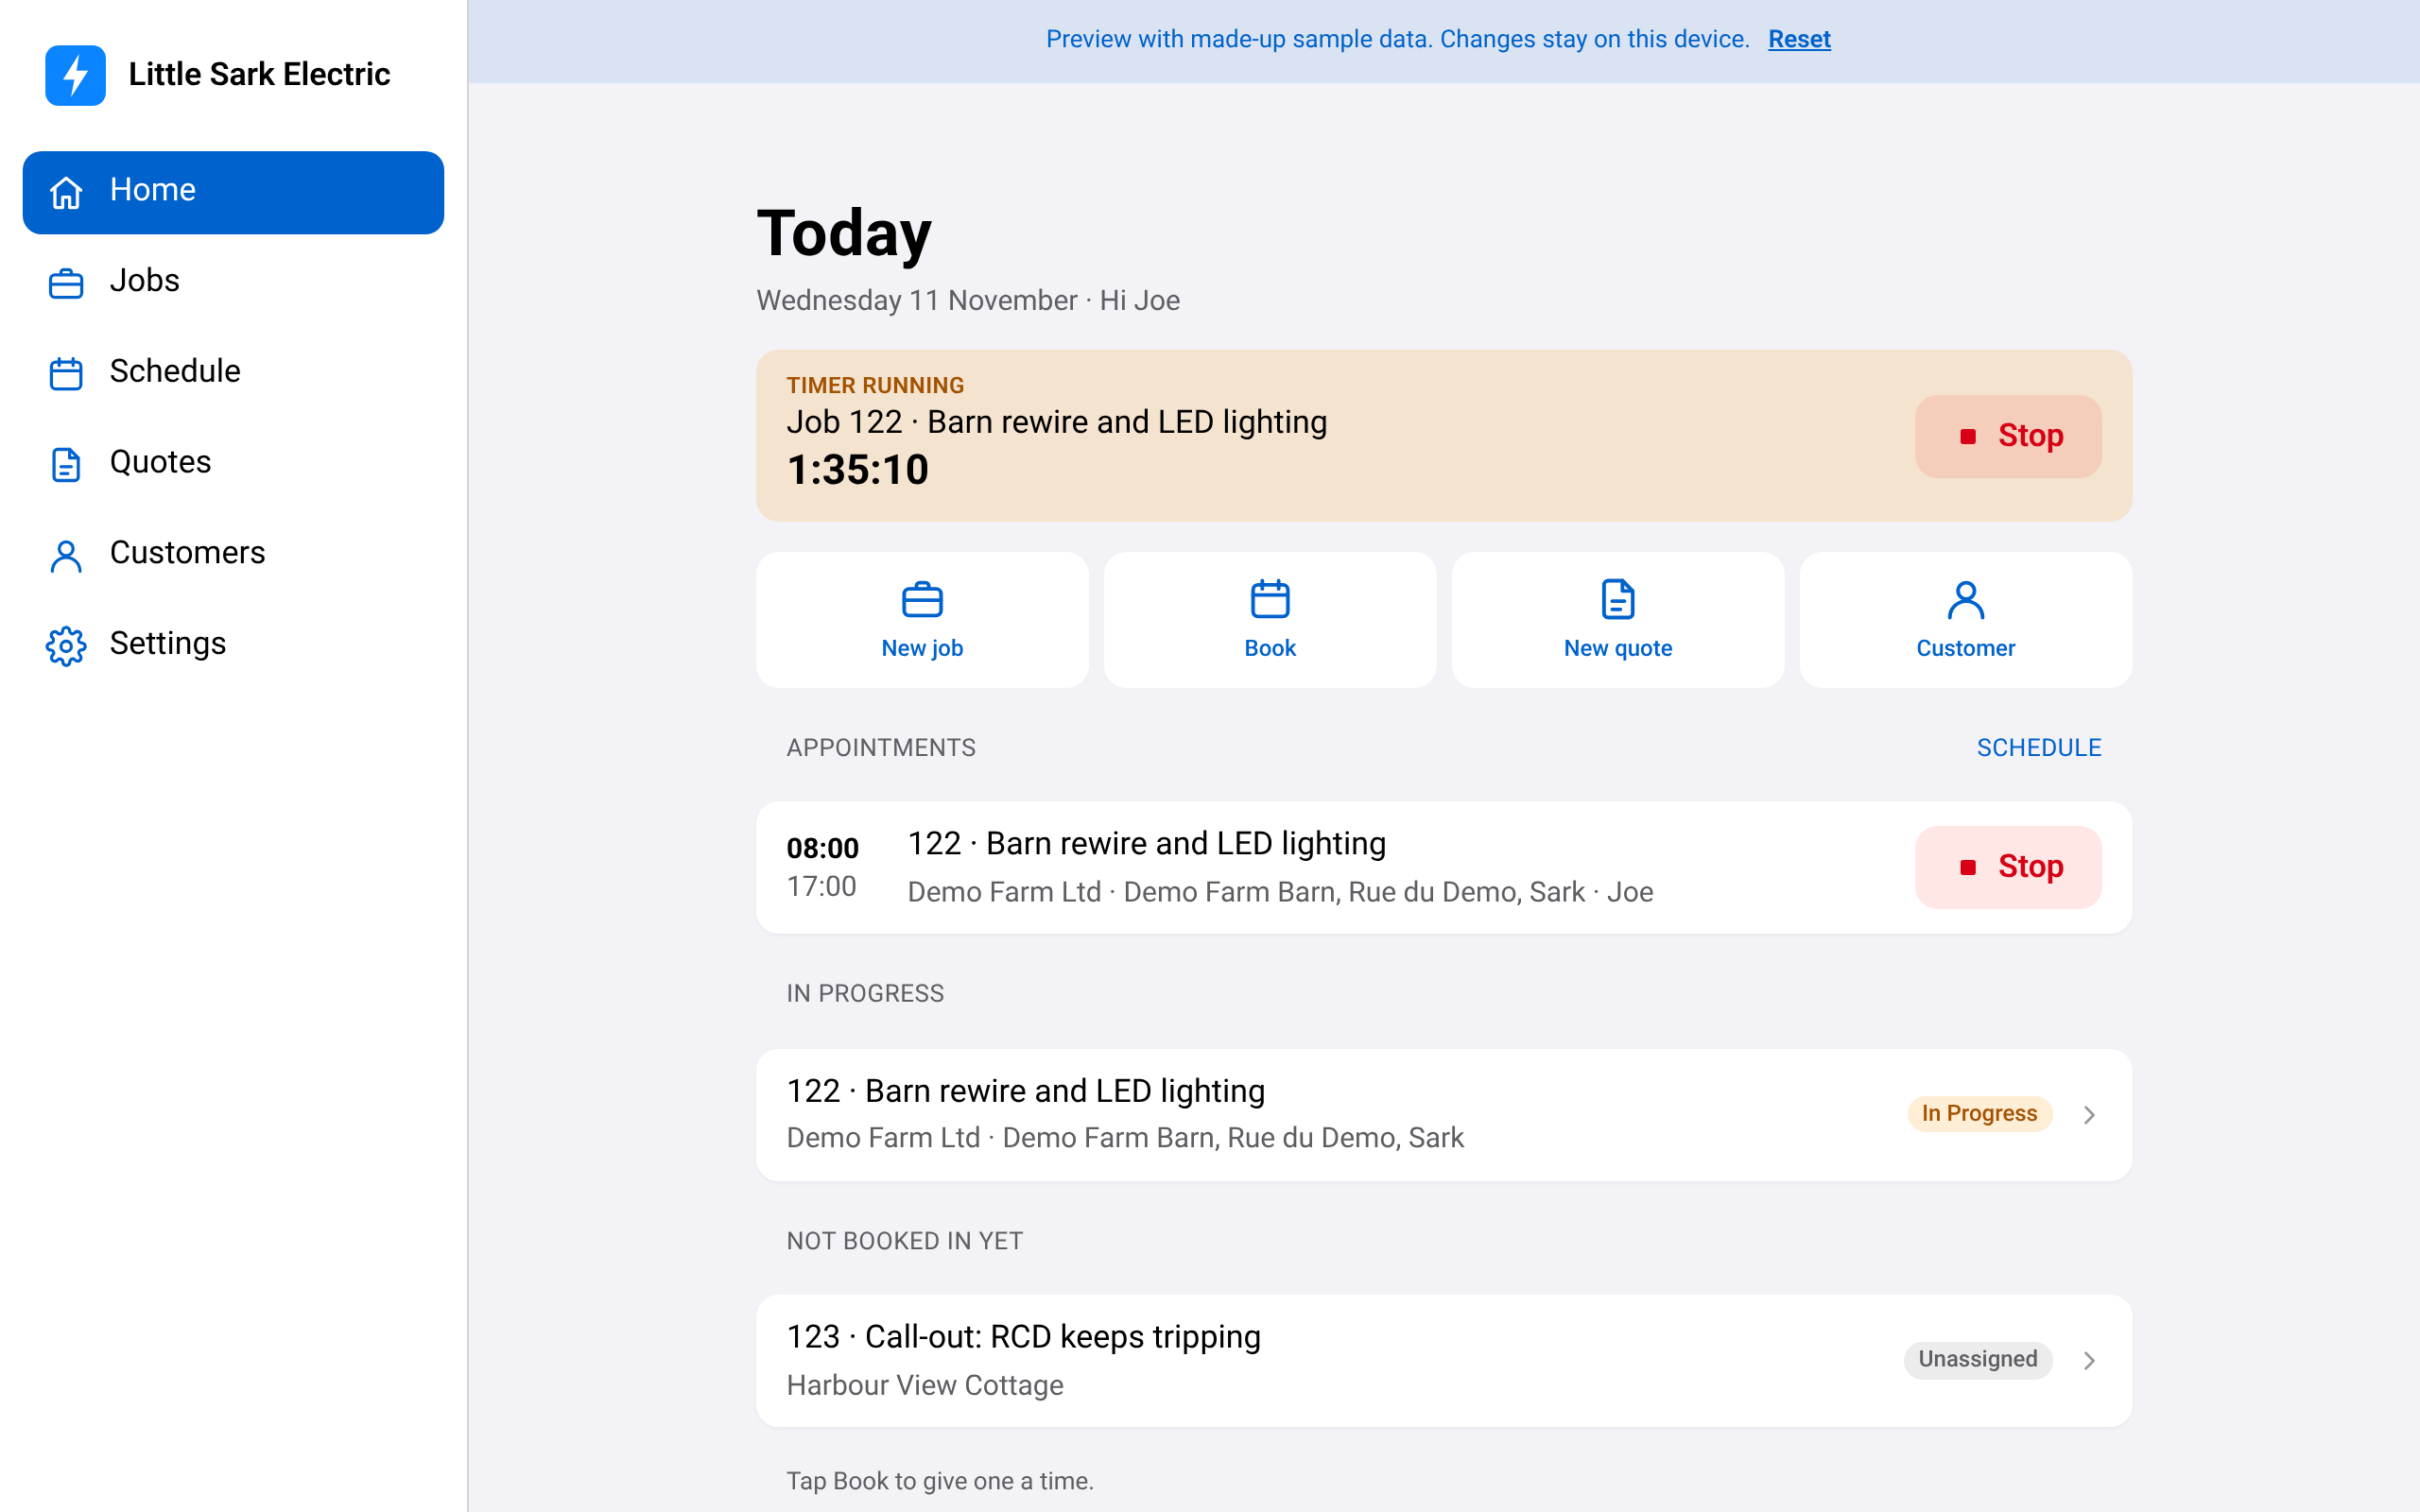 Little Sark Electric
Home
Jobs
Schedule
Quotes
Customers
Settings
Preview with made-up sample data. Changes stay on this device. Reset
Today
Wednesday 11 November · Hi Joe
TIMER RUNNING
Job 122 · Barn rewire and LED lighting
1:35:10
Stop
New job
Book
New quote
Customer
APPOINTMENTS
SCHEDULE
08:00
17:00
122 · Barn rewire and LED lighting
Demo Farm Ltd · Demo Farm Barn, Rue du Demo, Sark · Joe
Stop
IN PROGRESS
122 · Barn rewire and LED lighting
Demo Farm Ltd · Demo Farm Barn, Rue du Demo, Sark
In Progress
NOT BOOKED IN YET
123 · Call-out: RCD keeps tripping
Harbour View Cottage
Unassigned
Tap Book to give one a time.